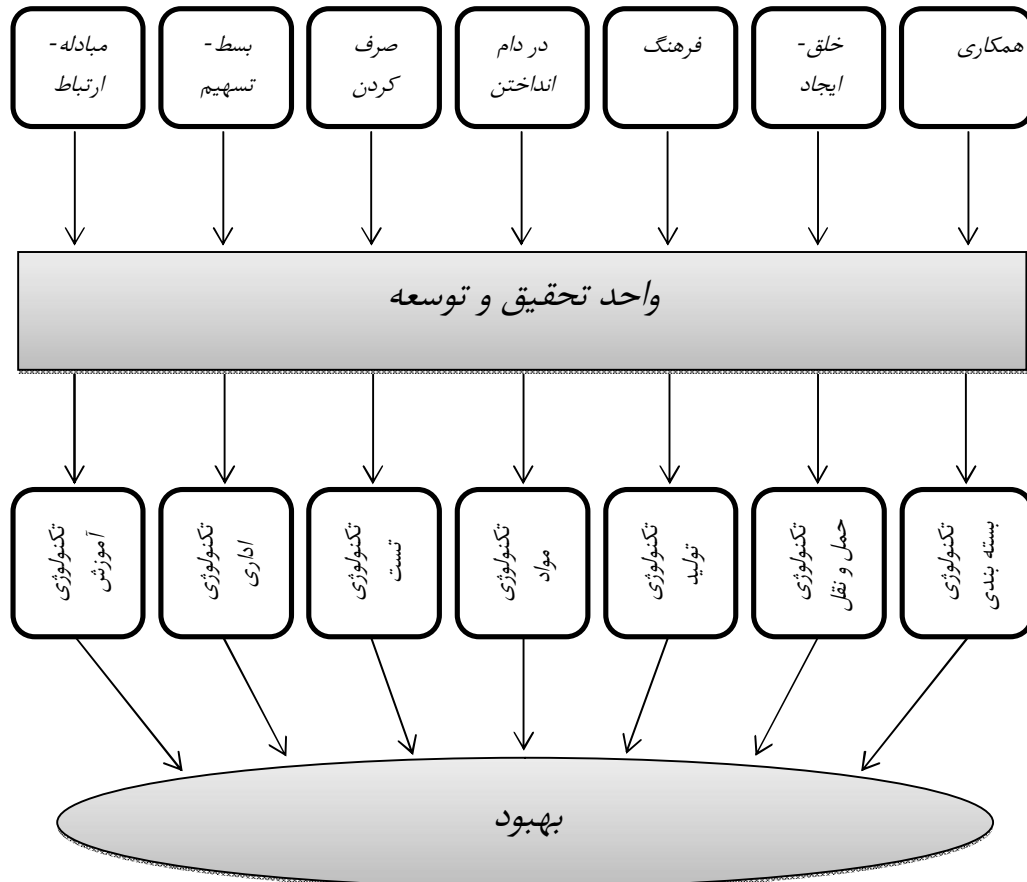 همکاری
خلق-
ایجاد
فرهنگ
در دام
انداختن
صرف
کردن
بسط-
تسهیم
مبادله-
ارتباط
واحد تحقیق و توسعه
تکنولوژی
بسته بندی
تکنولوژی
حمل و نقل
تکنولوژی
تولید
تکنولوژی
مواد
تکنولوژی
تست
تکنولوژی
اداری
تکنولوژی
آموزش
بهبود